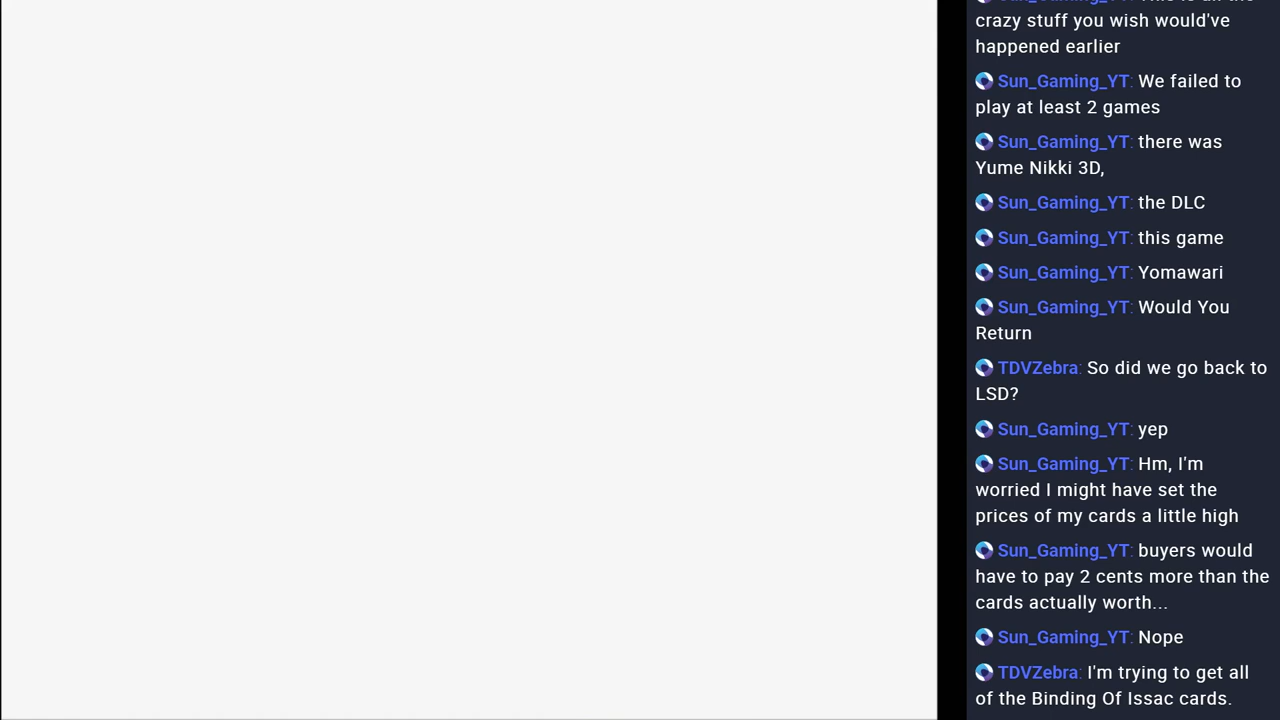 crazy stuff you wish would've
happened earlier
Sun_Gaming_YT: We failed to
play at least 2 games
Sun_Gaming_YT: there was
Yume Nikki 3D,
Sun_Gaming_YT: the DLC
Sun_Gaming_YT: this game
Sun_Gaming_YT: Yomawari
Sun_Gaming_YT: Would You
Return
TDVZebra: So did we go back to
LSD?
Sun_Gaming_YT: yep
Sun_Gaming_YT: Hm, I'm
worried I might have set the
prices of my cards a little high
Sun_Gaming_YT: buyers would
have to pay 2 cents more than the
cards actually worth...
Sun_Gaming_YT: Nope
TDVZebra: I'm trying to get all
of the Binding Of Issac cards.